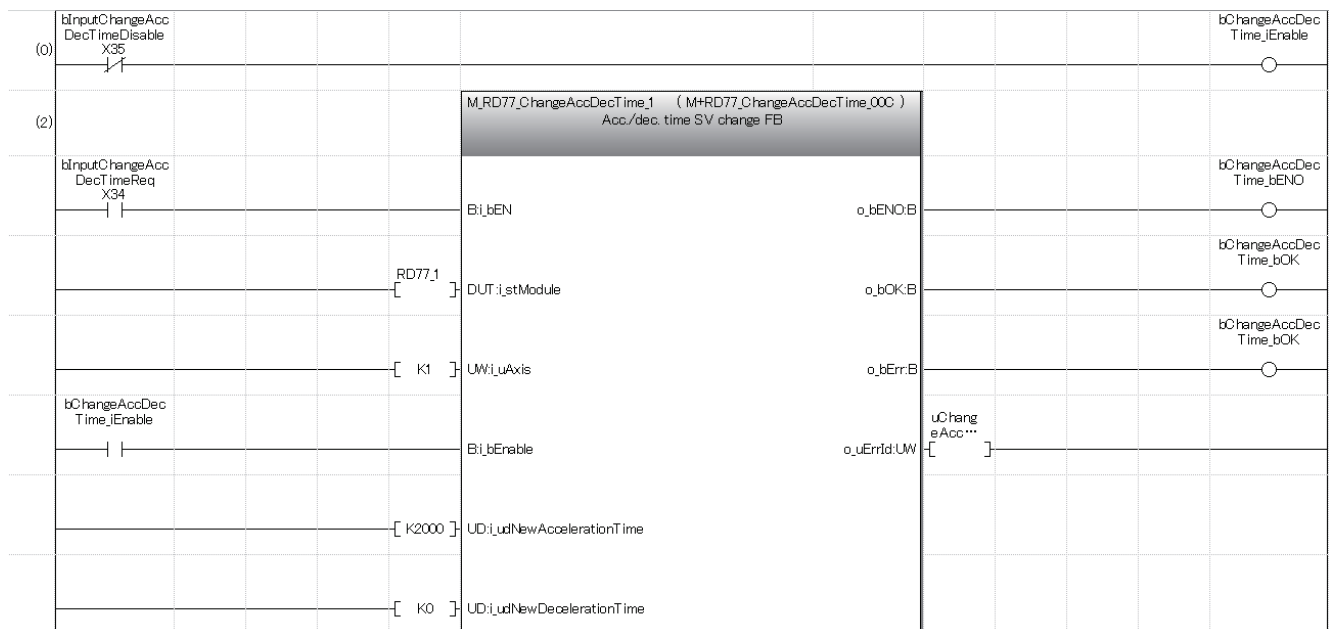 bInputChangeAcc
DecTimeDisable
X35
bChangeAccDec
Time_iEnable
(0)
M_RD77_ChangeAccDecTime_1 ( M+RD77_ChangeAccDecTime_00C )
Acc./dec. time SV change FB
(2)
bInputChangeAcc
DecTimeReq
X34
bChangeAccDec
Time_bENO
B:i_bEN
o_bENO:B
bChangeAccDec
Time_bOK
RD77_1
DUT:i_stModule
o_bOK:B
bChangeAccDec
Time_bOK
K1
UW:i_uAxis
o_bErr:B
bChangeAccDec
Time_iEnable
uChang
eAcc…
B:i_bEnable
o_uErrId:UW
K2000
UD:i_udNewAccelerationTime
K0
UD:i_udNewDecelerationTime